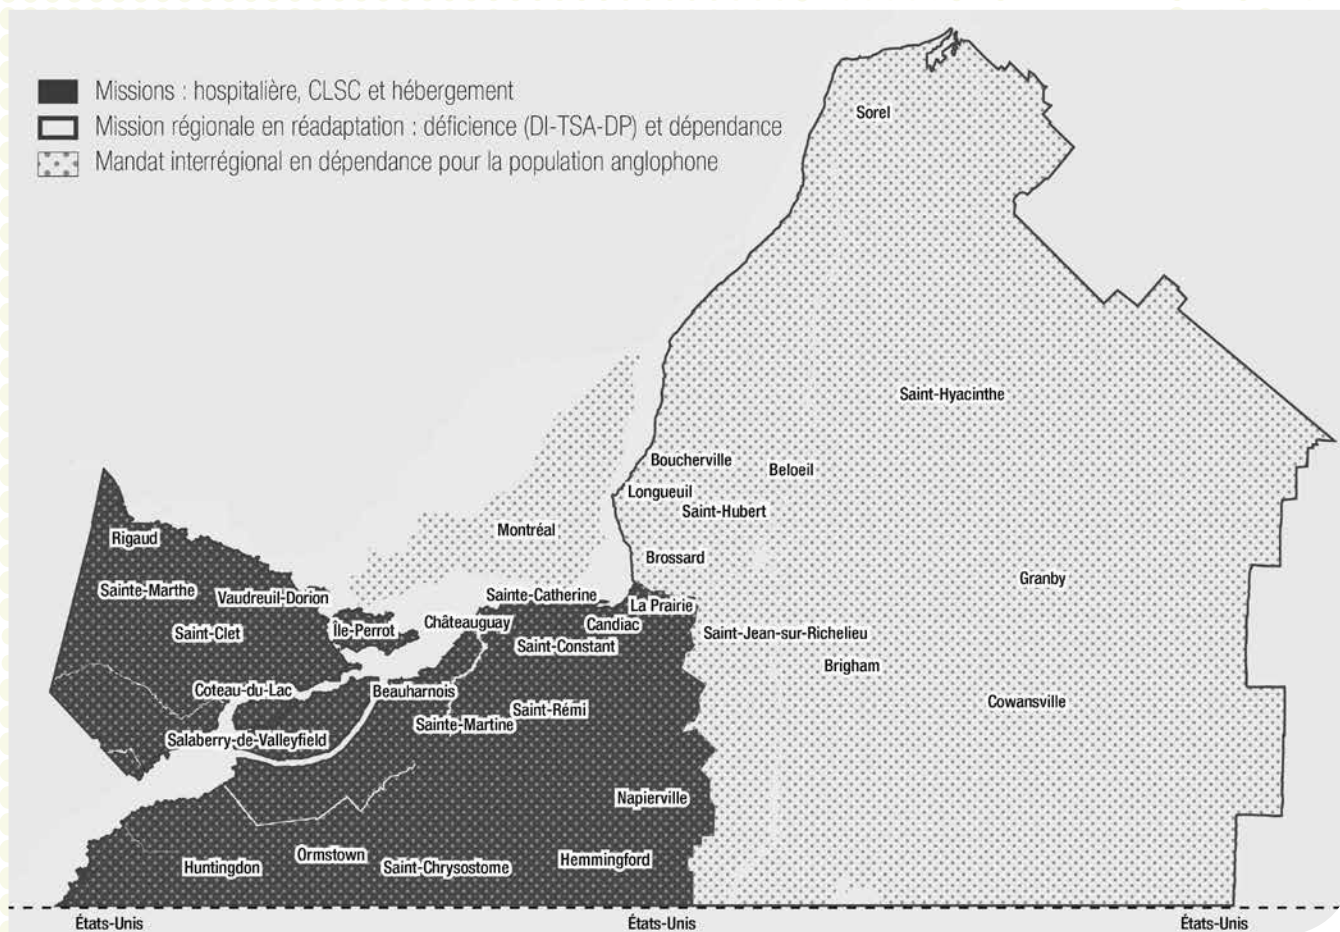 Missions : hospitalière, CLSC et hébergement
Mission régionale en réadaptation : déficience (DI-TSA-DP) et dépendance
Mandat interrégional en dépendance pour la population anglophone
Sorel
Saint-Hyacinthe
Boucherville
Beloeil
Longueuil
Saint-Hubert
Montréal
Rigaud
Brossard
Granby
Sainte-Marthe
Vaudreuil-Dorion
Sainte-Catherine
La Prairie
Châteauguay
Candiac
Saint-Clet
Île-Perrot
Saint-Jean-sur-Richelieu
Saint-Constant
Brigham
Coteau-du-Lac
Beauharnois
Cowansville
Saint-Rémi
Sainte-Martine
Salaberry-de-Valleyfield
Napierville
Ormstown
Hemmingford
Huntingdon
Saint-Chrysostome
États-Unis
États-Unis
États-Unis